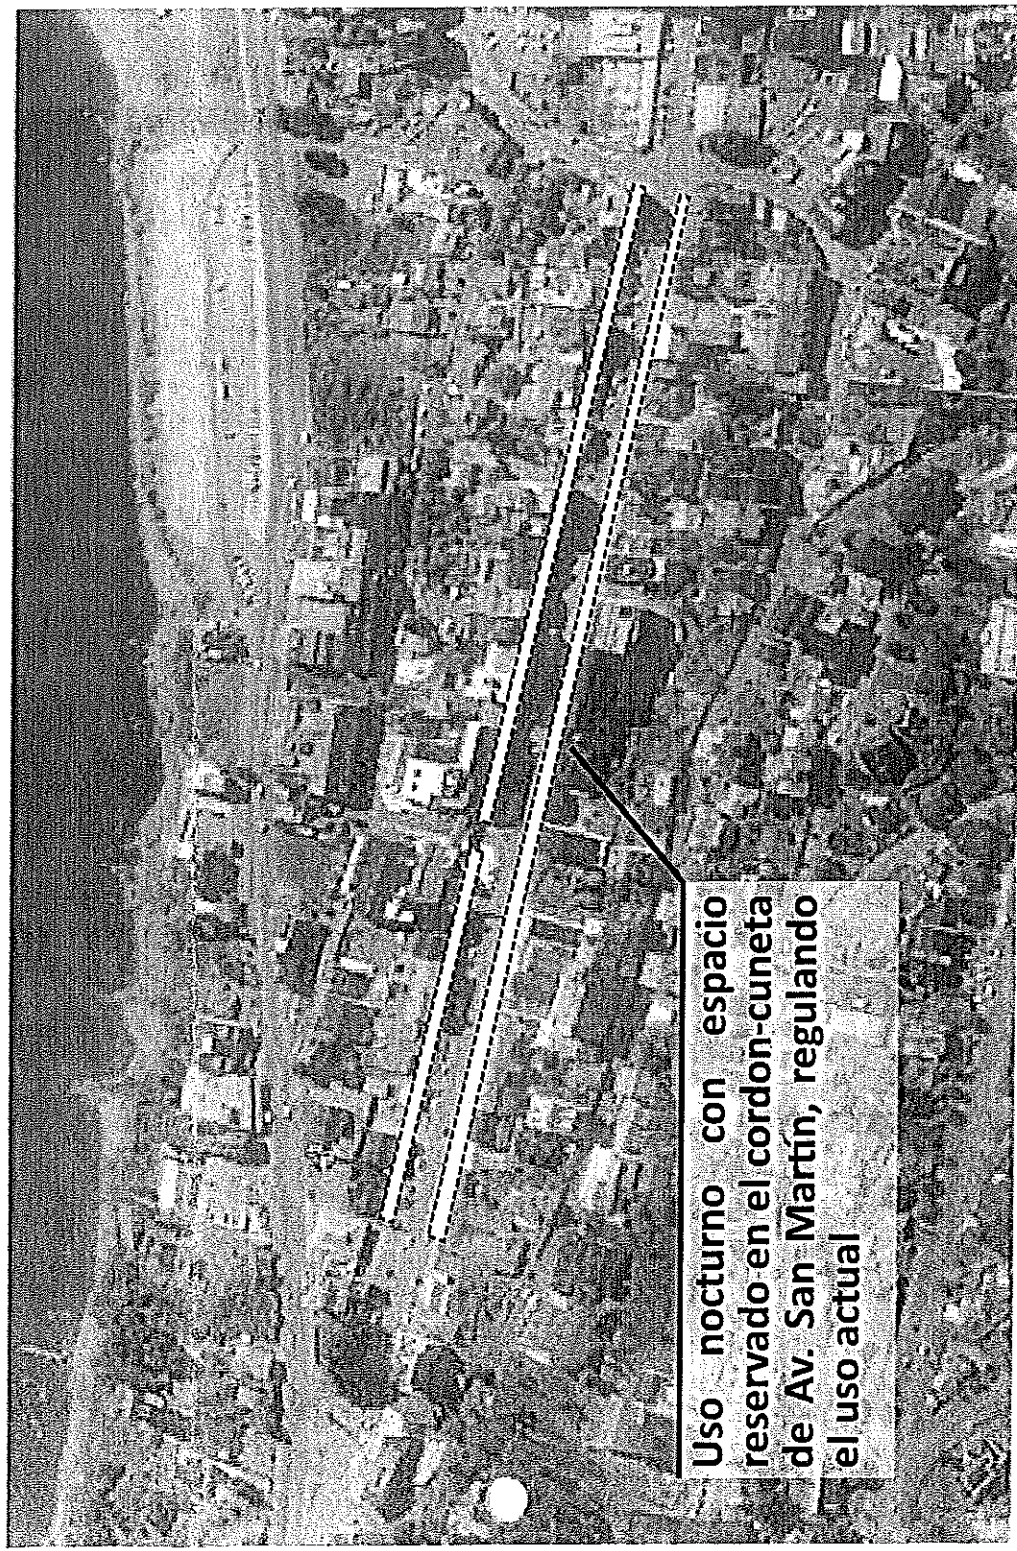 Uso nocturno con espacio
reservado en el cordon-cuneta
de Av. San Martín, regulando
el uso actual